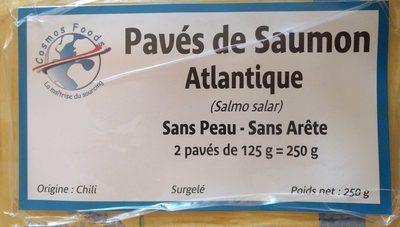 Cosmos Foods
La maîtrise du sourcing
Pavés de Saumon
Atlantique
(Salmo salar)
Sans Peau - Sans Arête
2 pavés de 125 g = 250 g
Origine : Chili Surgelé Poids net : 250 g